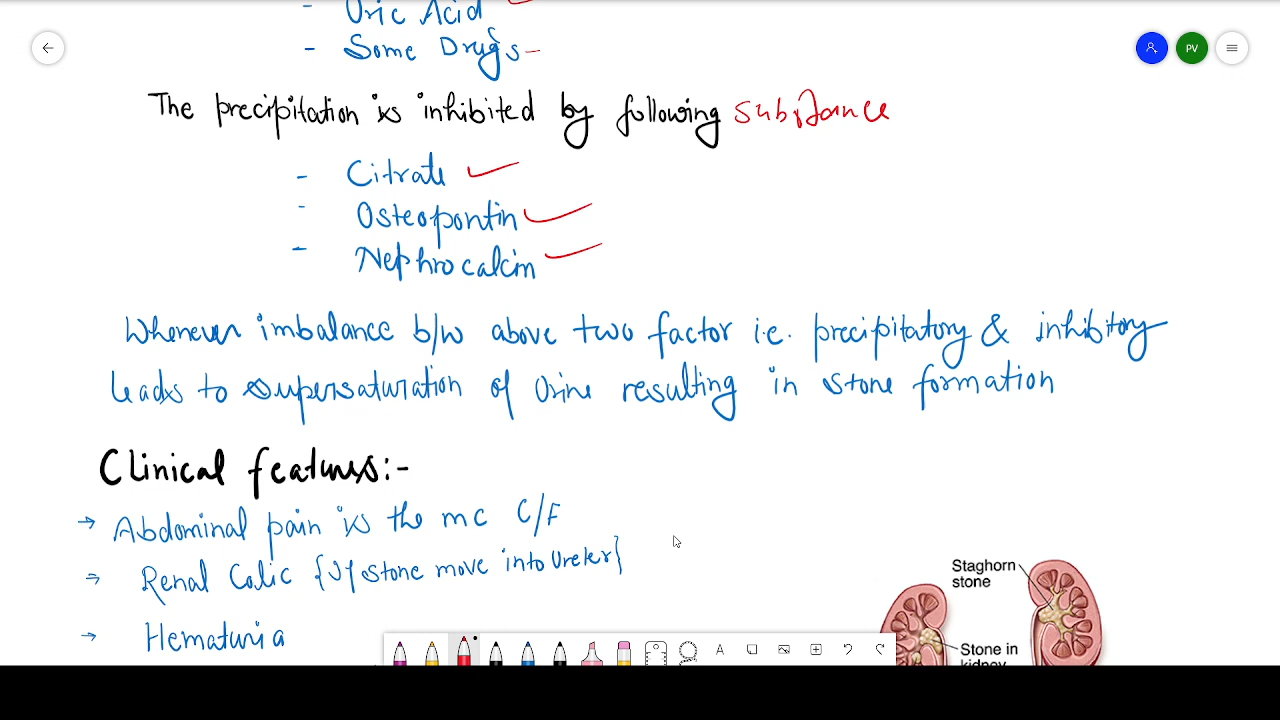 - Uric Acid
- Some Drugs -
The precipitation is inhibited by following substance
- Citrate
- Osteopontin
- Nephrocalcin
Whenever imbalance b/w above two factor i.e. precipitatory & inhibitory
leads to supersaturation of Urine resulting in stone formation
Clinical features:-
→ Abdominal pain is the mc C/F
→ Renal Colic {If stone move into Ureter}
→ Hematuria
PV
A
Staghorn
stone
Stone in
kidney